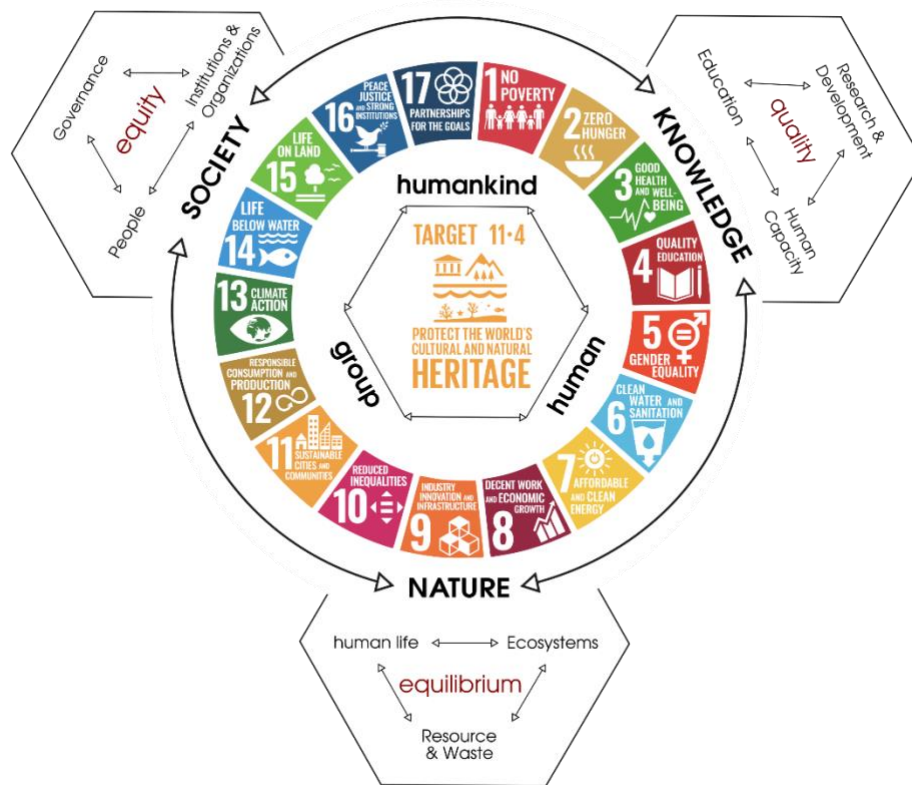 Governance
Institutions &
Organizations
equity
People
SOCIETY
Education
Research &
Development
quality
Human
Capacity
KNOWLEDGE
1 NO
POVERTY
2 ZERO
HUNGER
3 GOOD
HEALTH
AND WELL-
BEING
4 QUALITY
EDUCATION
5 GENDER
EQUALITY
6 CLEAN
WATER AND
SANITATION
7 AFFORDABLE
AND CLEAN
ENERGY
8 DECENT WORK
AND ECONOMIC
GROWTH
9 INDUSTRY
INNOVATION AND
INFRASTRUCTURE
10 REDUCED
INEQUALITIES
11 SUSTAINABLE
CITIES AND
COMMUNITIES
12 RESPONSIBLE
CONSUMPTION AND
PRODUCTION
13 CLIMATE
ACTION
14 LIFE
BELOW WATER
15 LIFE
ON LAND
16 PEACE
JUSTICE
AND STRONG
INSTITUTIONS
17 PARTNERSHIPS
FOR THE GOALS
humankind
group
human
TARGET 11·4
PROTECT THE WORLD'S
CULTURAL AND NATURAL
HERITAGE
NATURE
human life
Ecosystems
equilibrium
Resource
& Waste